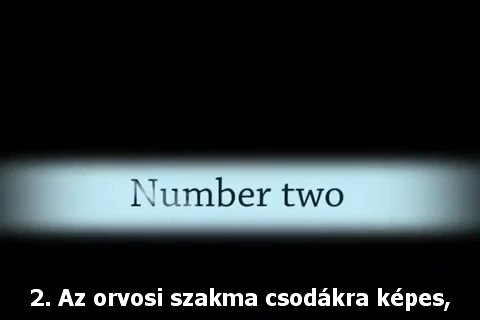 Number two
2. Az orvosi szakma csodákra képes,